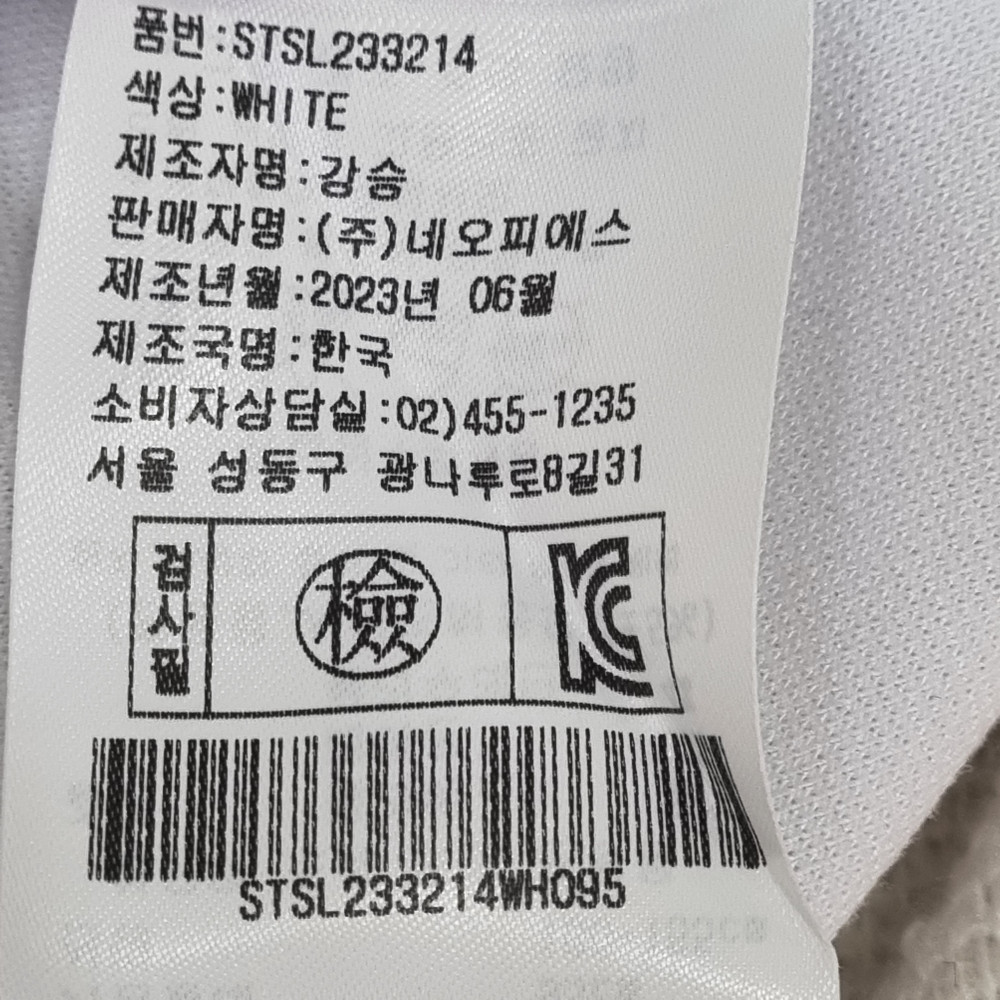 품번:STSL233214
색상:WHITE
제조자명:강승
판매자명:(주)네오피에스
제조년월:2023년 06월
제조국명:한국
소비자상담실:02)455-1235
서울 성동구 광나루로8길31
검사필
檢
KC
STSL233214WH095